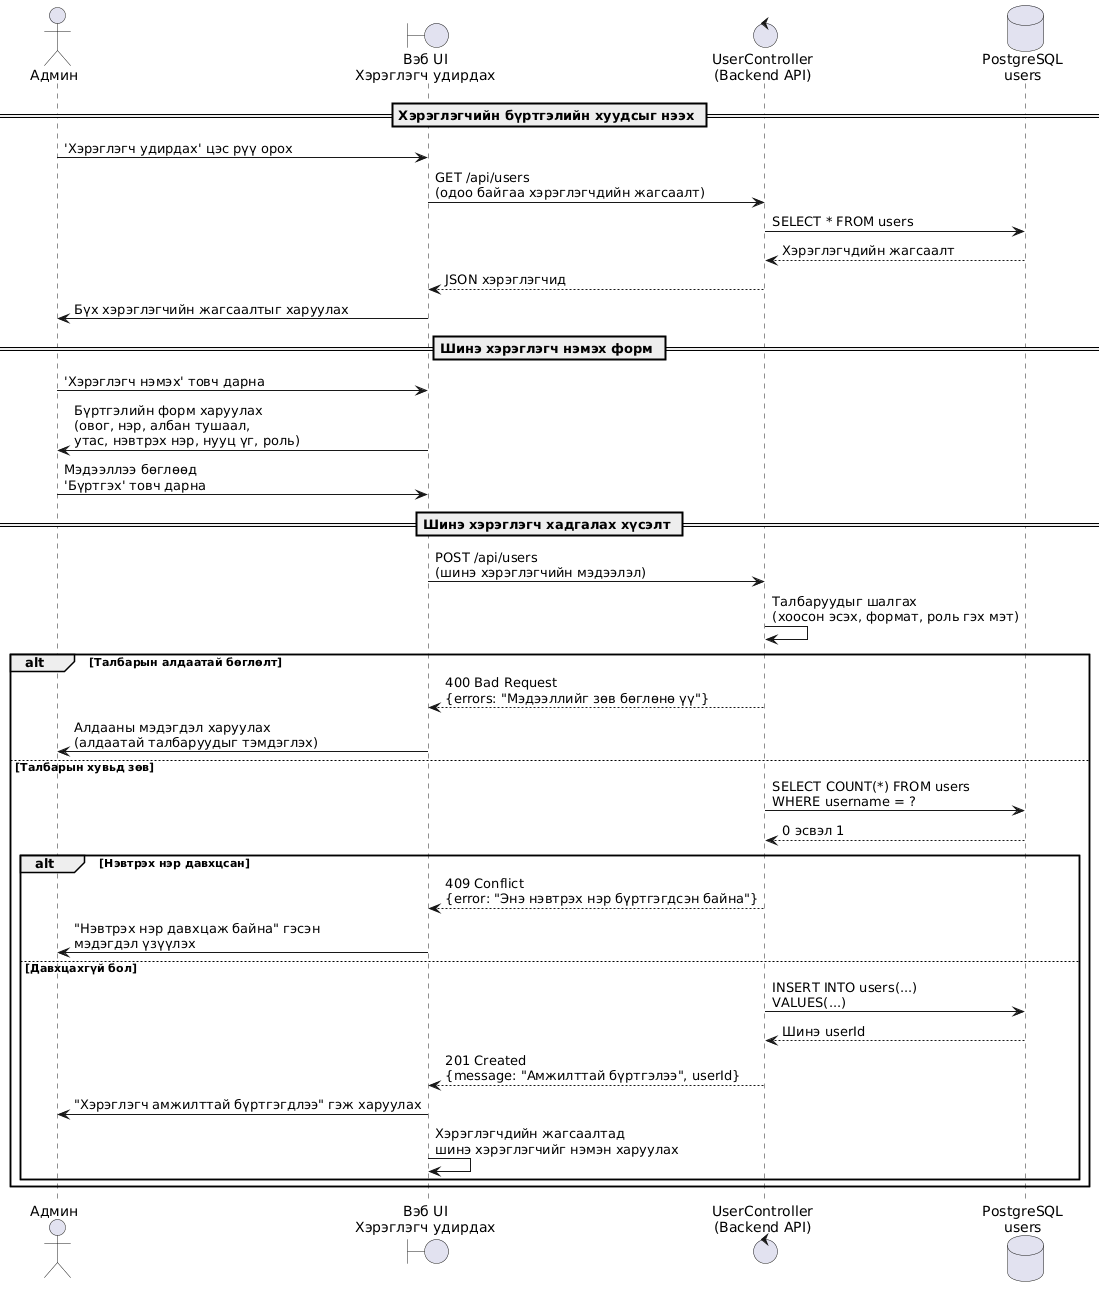 Админ
Вэб UI
Хэрэглэгч удирдах
UserController
(Backend API)
PostgreSQL
users
Хэрэглэгчийн бүртгэлийн хуудсыг нээх
'Хэрэглэгч удирдах' цэс рүү орох
GET /api/users
(одоо байгаа хэрэглэгчдийн жагсаалт)
SELECT * FROM users
Хэрэглэгчдийн жагсаалт
JSON хэрэглэгчид
Бүх хэрэглэгчийн жагсаалтыг харуулах
Шинэ хэрэглэгч нэмэх форм
'Хэрэглэгч нэмэх' товч дарна
Бүртгэлийн форм харуулах
(овог, нэр, албан тушаал,
утас, нэвтрэх нэр, нууц үг, роль)
Мэдээллээ бөглөөд
'Бүртгэх' товч дарна
Шинэ хэрэглэгч хадгалах хүсэлт
POST /api/users
(шинэ хэрэглэгчийн мэдээлэл)
Талбаруудыг шалгах
(хоосон эсэх, формат, роль гэх мэт)
alt
[Талбарын алдаатай бөглөлт]
400 Bad Request
{errors: "Мэдээллийг зөв бөглөнө үү"}
Алдааны мэдэгдэл харуулах
(алдаатай талбаруудыг тэмдэглэх)
[Талбарын хувьд зөв]
SELECT COUNT(*) FROM users
WHERE username = ?
0 эсвэл 1
alt
[Нэвтрэх нэр давхцсан]
409 Conflict
{error: "Энэ нэвтрэх нэр бүртгэгдсэн байна"}
"Нэвтрэх нэр давхцаж байна" гэсэн
мэдэгдэл үзүүлэх
[Давхцахгүй бол]
INSERT INTO users(...)
VALUES(...)
Шинэ userId
201 Created
{message: "Амжилттай бүртгэлээ", userId}
"Хэрэглэгч амжилттай бүртгэгдлээ" гэж харуулах
Хэрэглэгчдийн жагсаалтад
шинэ хэрэглэгчийг нэмэн харуулах
Админ
Вэб UI
Хэрэглэгч удирдах
UserController
(Backend API)
PostgreSQL
users